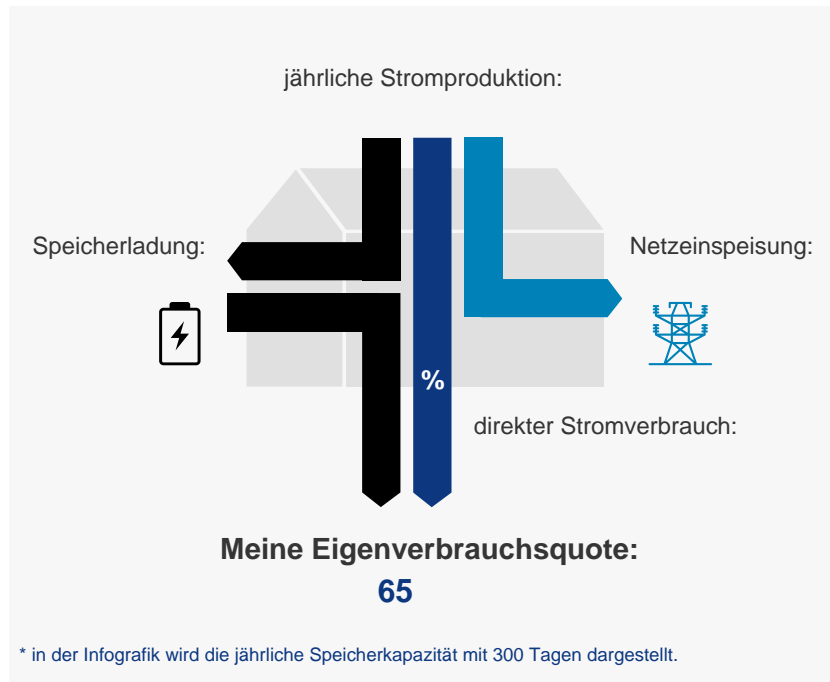 jährliche Stromproduktion:
Speicherladung:
Netzeinspeisung:
%
direkter Stromverbrauch:
Meine Eigenverbrauchsquote:
65
* in der Infografik wird die jährliche Speicherkapazität mit 300 Tagen dargestellt.